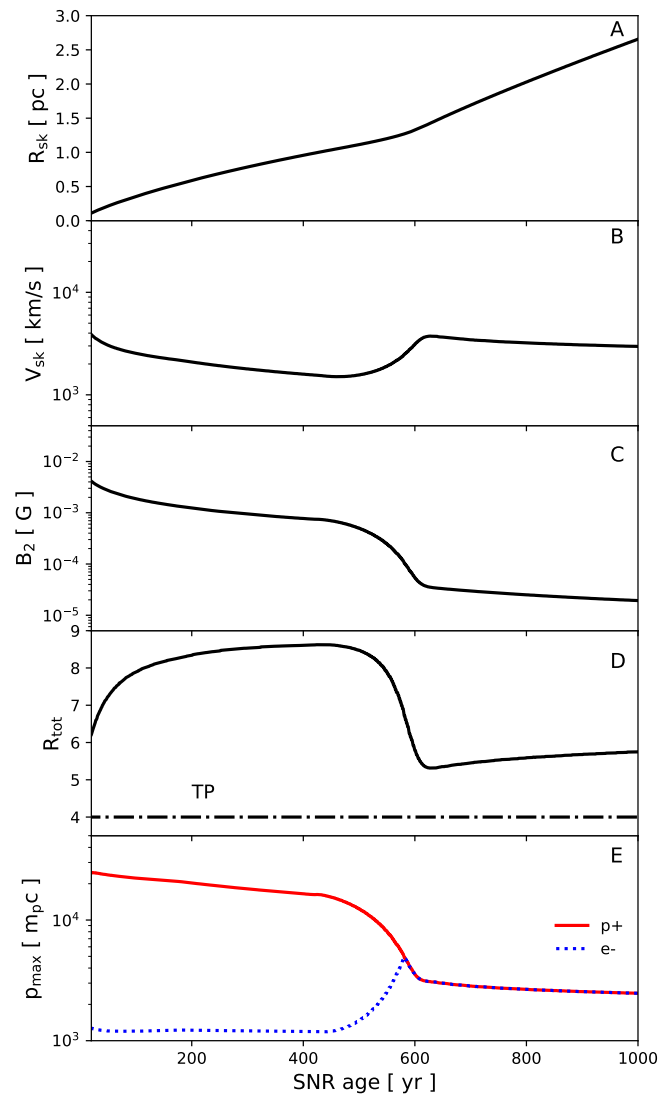 3.0
A
2.5
2.0
1.5
1.0
0.5
0.0
R_sk [ pc ]
B
10^4
10^3
V_sk [ km/s ]
C
10^-2
10^-3
10^-4
10^-5
B_2 [ G ]
9
D
8
7
6
5
4
R_tot
TP
E
10^4
10^3
p_max [ m_pc ]
p+
e-
200 400 600 800 1000
SNR age [ yr ]